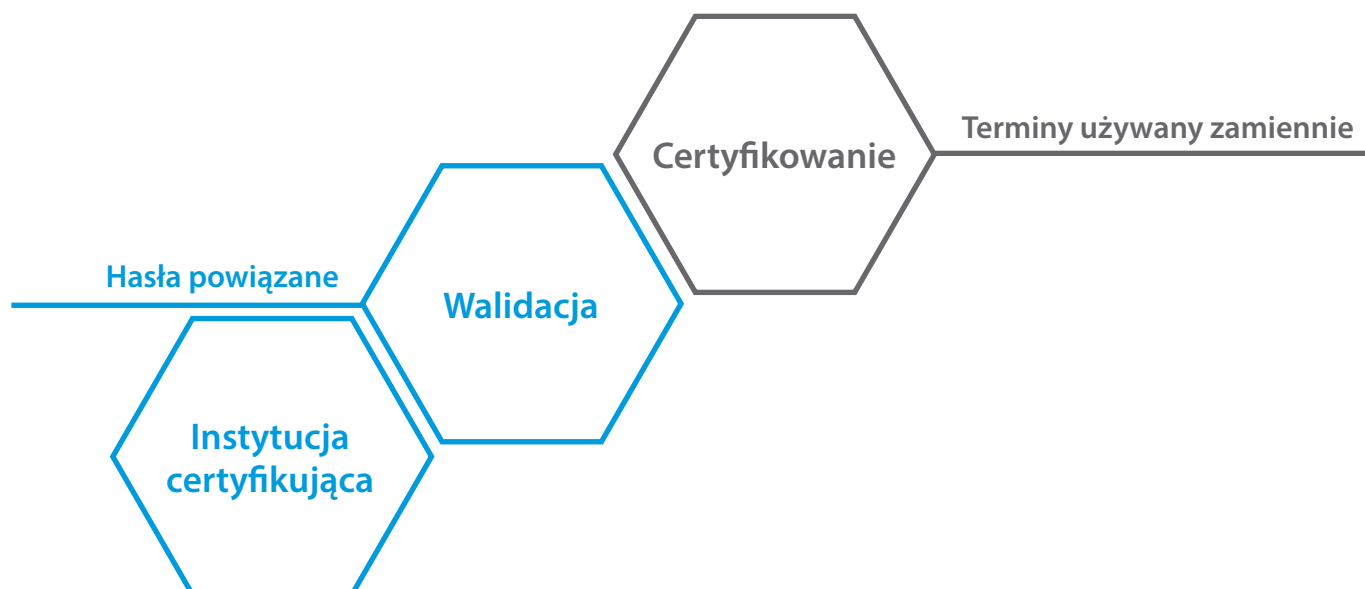 Terminy używany zamiennie
Certyfikowanie
Hasła powiązane
Walidacja
Instytucja
certyfikująca